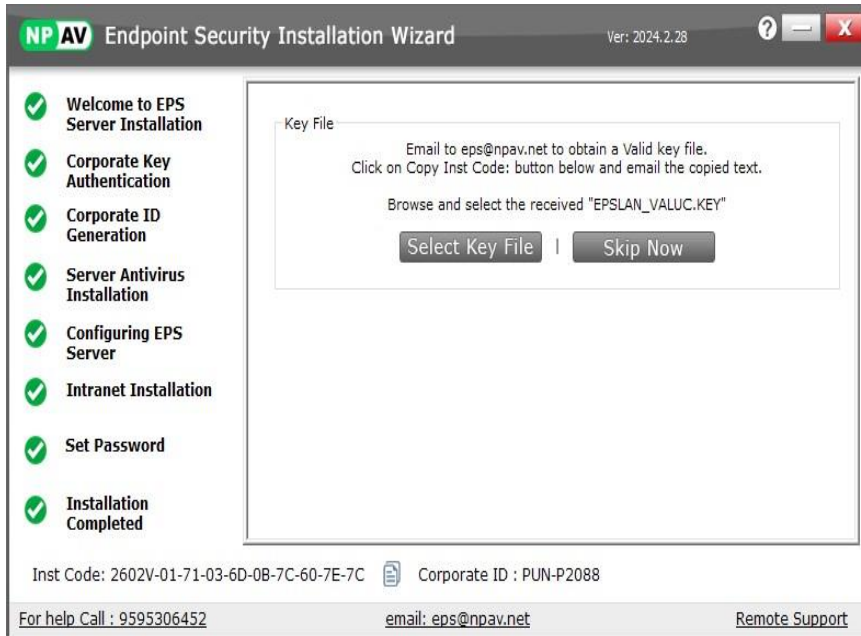 NP AV Endpoint Security Installation Wizard Ver: 2024.2.28 ? X
Welcome to EPS
Server Installation
Corporate Key
Authentication
Corporate ID
Generation
Server Antivirus
Installation
Configuring EPS
Server
Intranet Installation
Set Password
Installation
Completed
Key File
Email to eps@npav.net to obtain a Valid key file.
Click on Copy Inst Code: button below and email the copied text.
Browse and select the received "EPSLAN_VALUC.KEY"
Select Key File | Skip Now
Inst Code: 2602V-01-71-03-6D-0B-7C-60-7E-7C Corporate ID : PUN-P2088
For help Call : 9595306452 email: eps@npav.net Remote Support